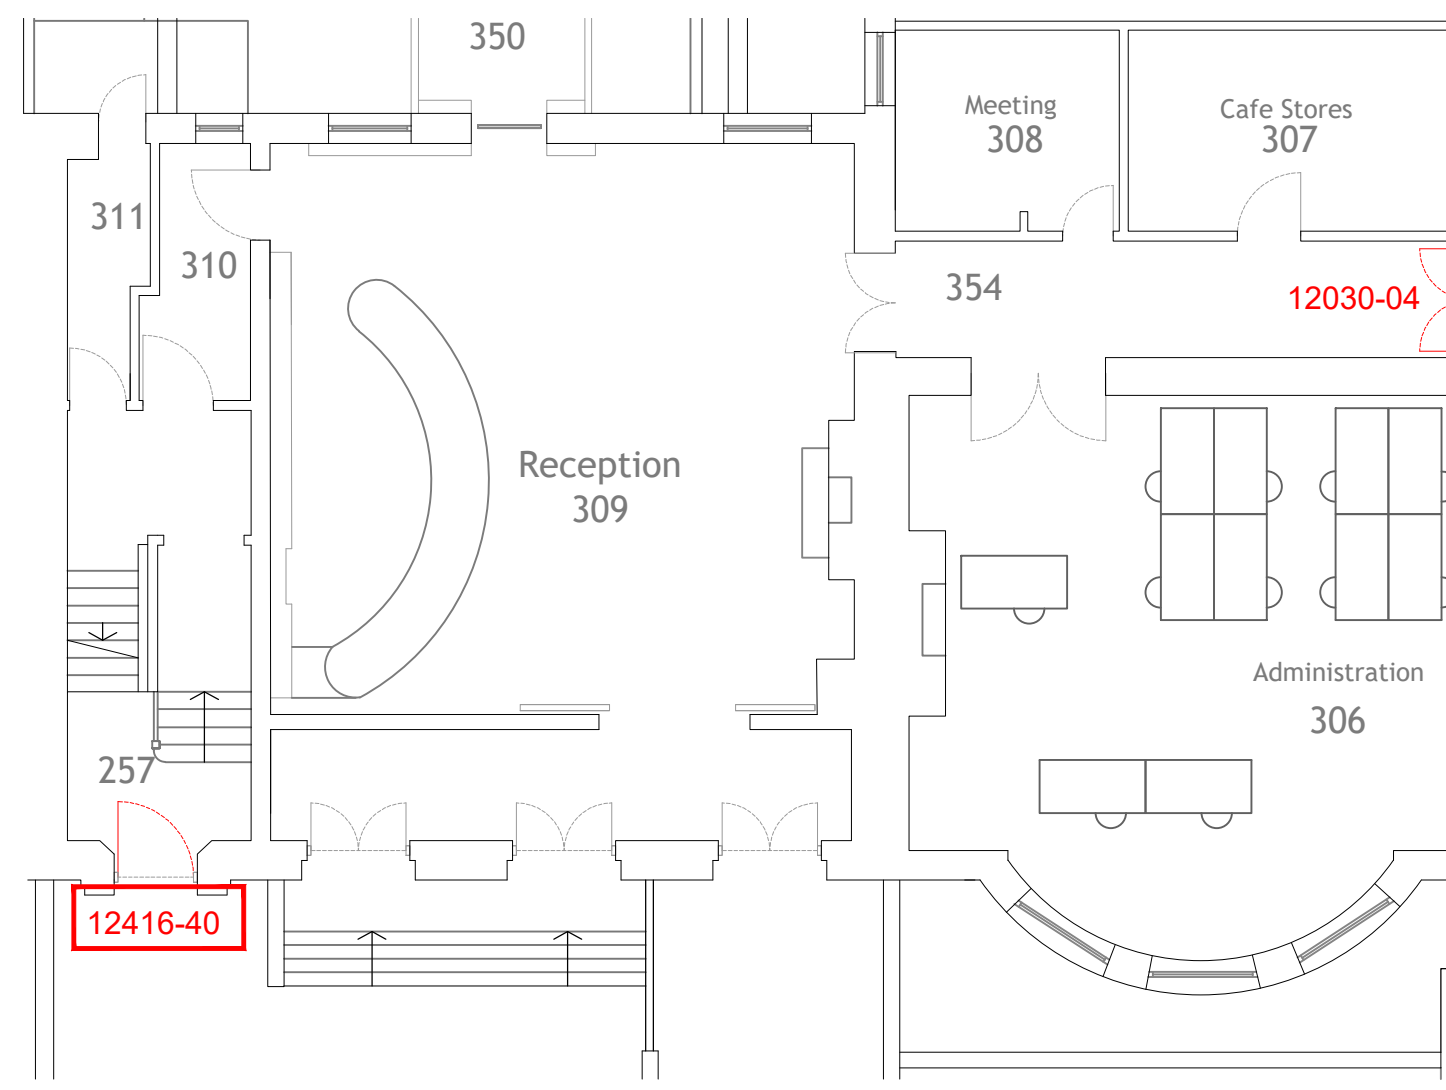 350
Meeting
308
Cafe Stores
307
311
310
354
12030-04
Reception
309
Administration
306
257
12416-40